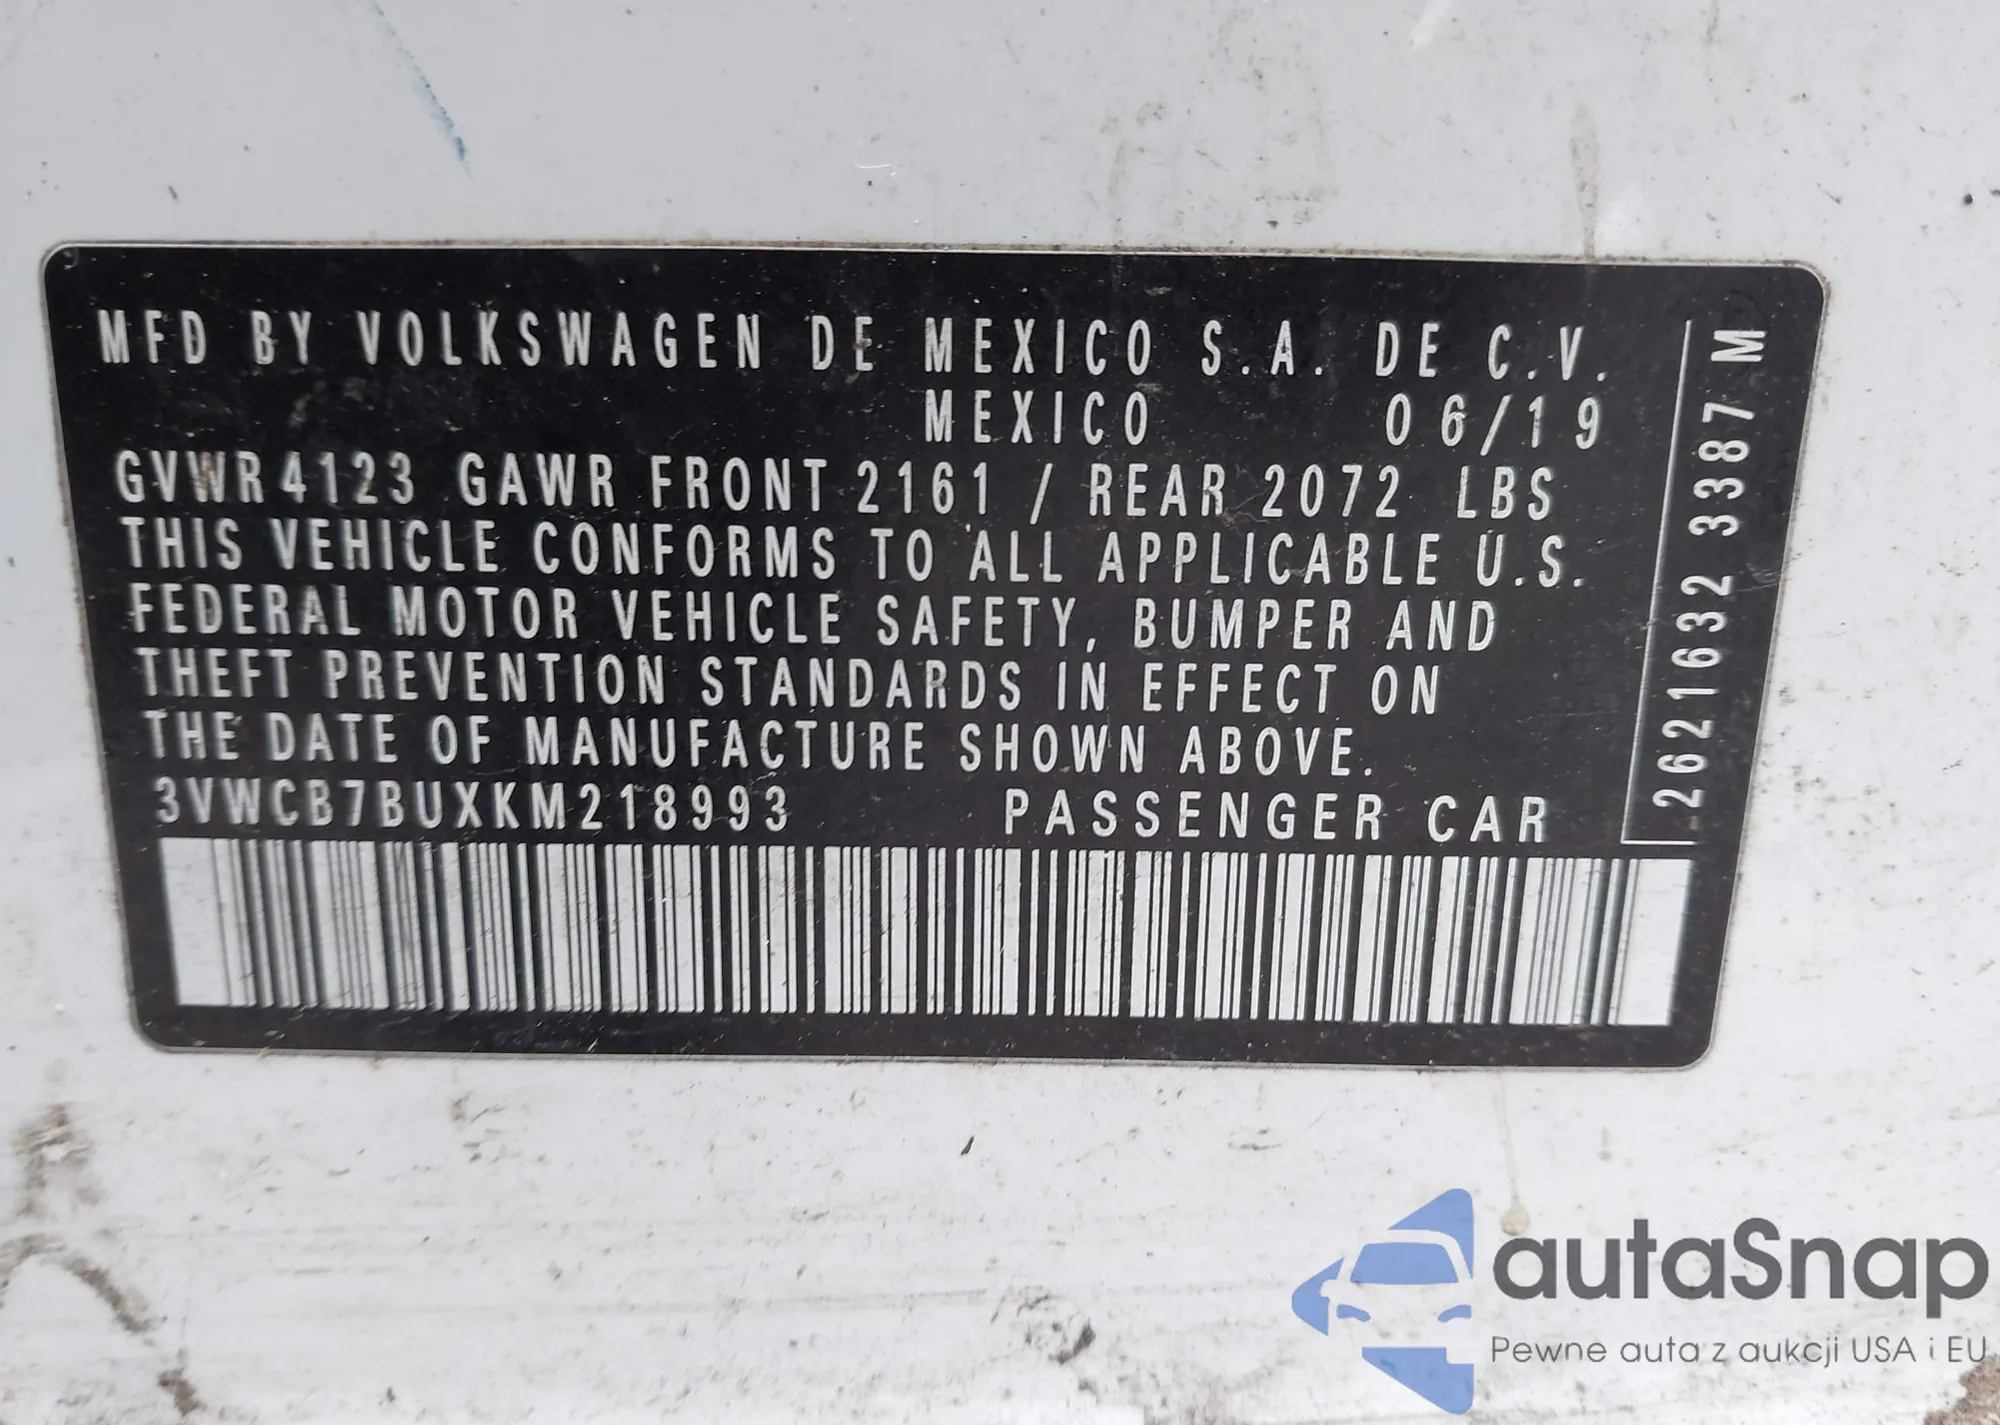 MFD BY VOLKSWAGEN DE MEXICO S.A. DE C.V.
MEXICO 06/19
GVWR 4123 GAWR FRONT 2161 / REAR 2072 LBS
THIS VEHICLE CONFORMS TO ALL APPLICABLE U.S.
FEDERAL MOTOR VEHICLE SAFETY, BUMPER AND
THEFT PREVENTION STANDARDS IN EFFECT ON
THE DATE OF MANUFACTURE SHOWN ABOVE.
3VWCB7BUXKM218993 PASSENGER CAR
2621632 3387 M
autaSnap
Pewne auta z aukcji USA i EU